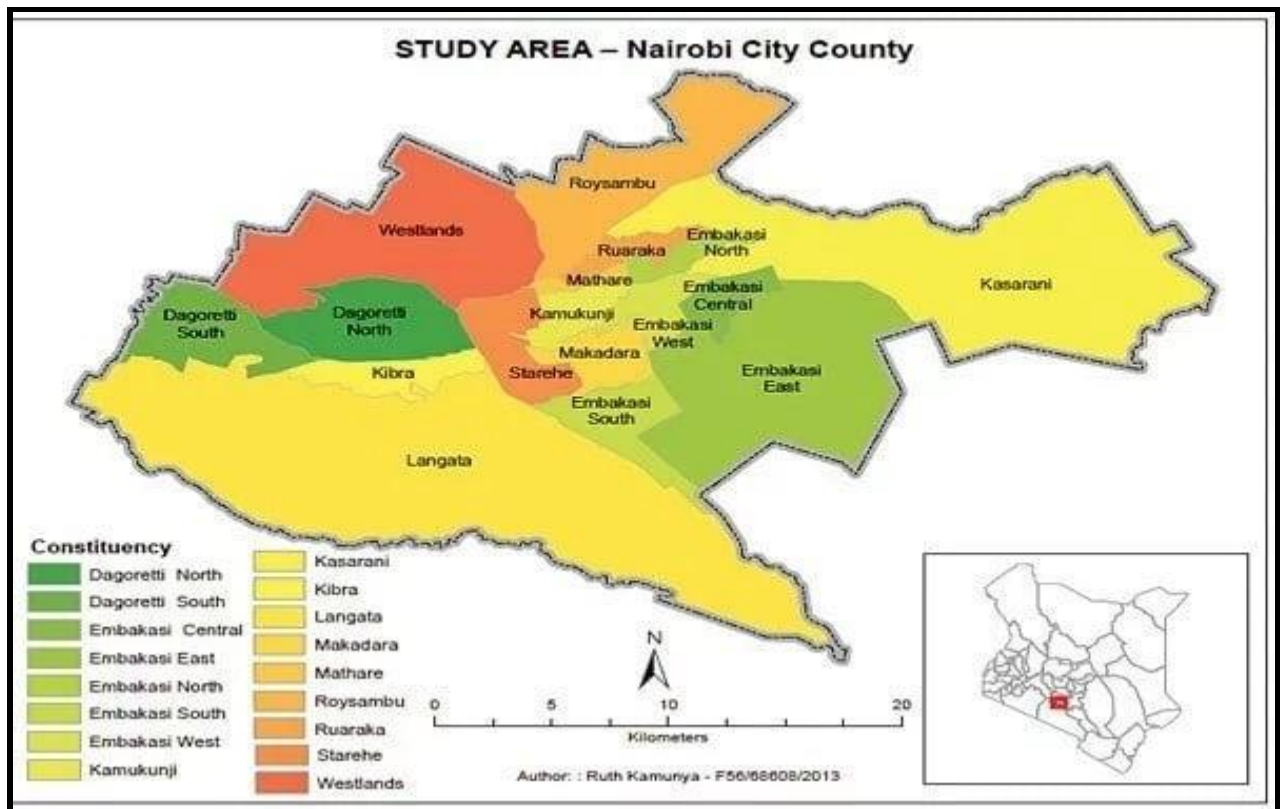 STUDY AREA – Nairobi City County
Roysambu
Westlands
Ruaraka
Embakasi
North
Mathare
Kasarani
Embakasi
Central
Dagoretti
South
Dagoretti
North
Kamukunji
Embakasi
West
Makadara
Kibra
Starehe
Embakasi
East
Embakasi
South
Langata
Constituency
Dagoretti North
Dagoretti South
Embakasi Central
Embakasi East
Embakasi North
Embakasi South
Embakasi West
Kamukunji
Kasarani
Kibra
Langata
Makadara
Mathare
Roysambu
Ruaraka
Starehe
Westlands
N
0 5 10 20
Kilometers
Author: : Ruth Kamunya - F56/68608/2013